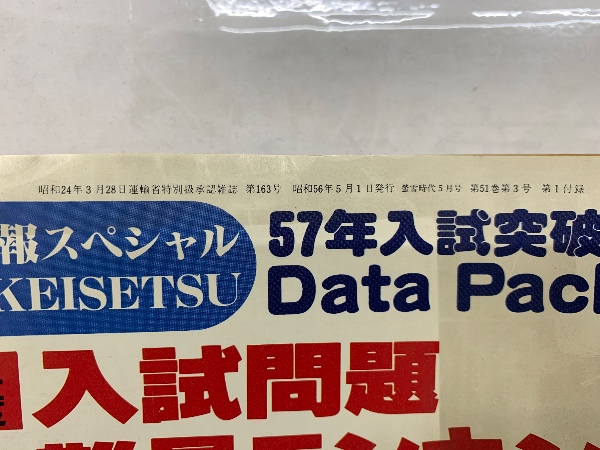 昭和24年3月28日運輸省特別扱承認雑誌 第163号 昭和56年5月1日発行 螢雪時代5月号 第51巻第3号 第1付録
報スペシャル
KEISETSU
57年入試突破
Data Pac
入試問題